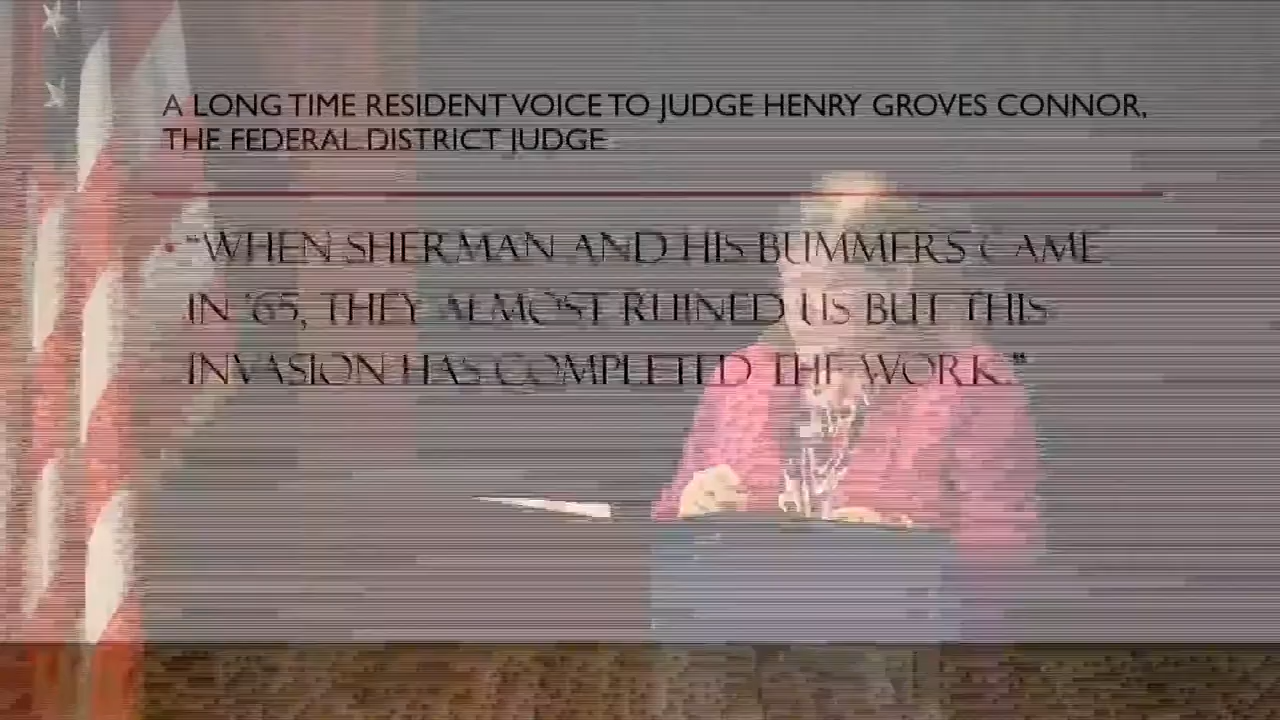 A LONG TIME RESIDENT VOICE TO JUDGE HENRY GROVES CONNOR,
THE FEDERAL DISTRICT JUDGE
• "WHEN SHERMAN AND HIS BUMMERS CAME
IN '65, THEY ALMOST RUINED US BUT THIS
INVASION HAS COMPLETED THE WORK."